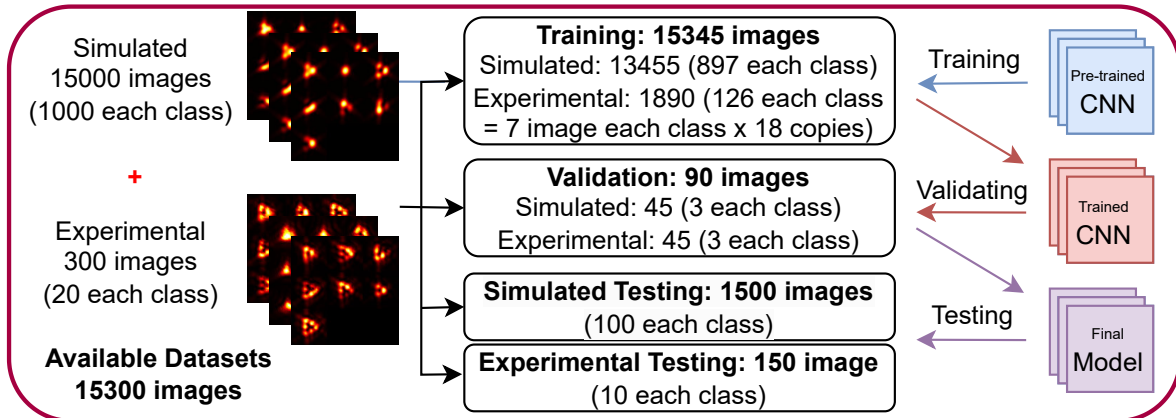 Simulated
15000 images
(1000 each class)
+
Experimental
300 images
(20 each class)
Available Datasets
15300 images
Training: 15345 images
Simulated: 13455 (897 each class)
Experimental: 1890 (126 each class
= 7 image each class x 18 copies)
Validation: 90 images
Simulated: 45 (3 each class)
Experimental: 45 (3 each class)
Simulated Testing: 1500 images
(100 each class)
Experimental Testing: 150 image
(10 each class)
Training
Validating
Testing
Pre-trained
CNN
Trained
CNN
Final
Model